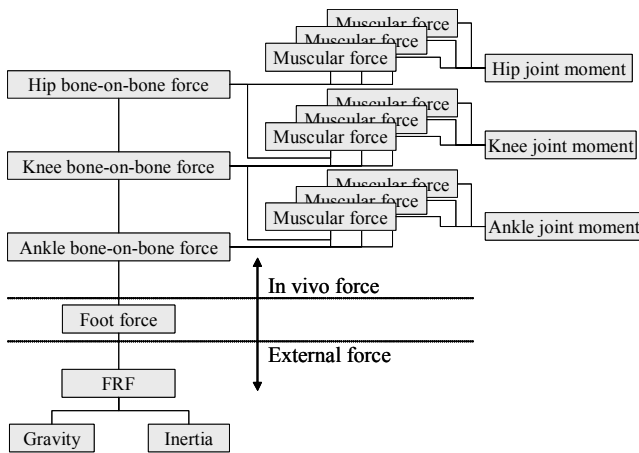 Muscular force
Muscular force
Muscular force
Hip joint moment
Hip bone-on-bone force
Muscular force
Muscular force
Muscular force
Knee joint moment
Knee bone-on-bone force
Muscular force
Muscular force
Muscular force
Ankle joint moment
Ankle bone-on-bone force
In vivo force
Foot force
External force
FRF
Gravity
Inertia